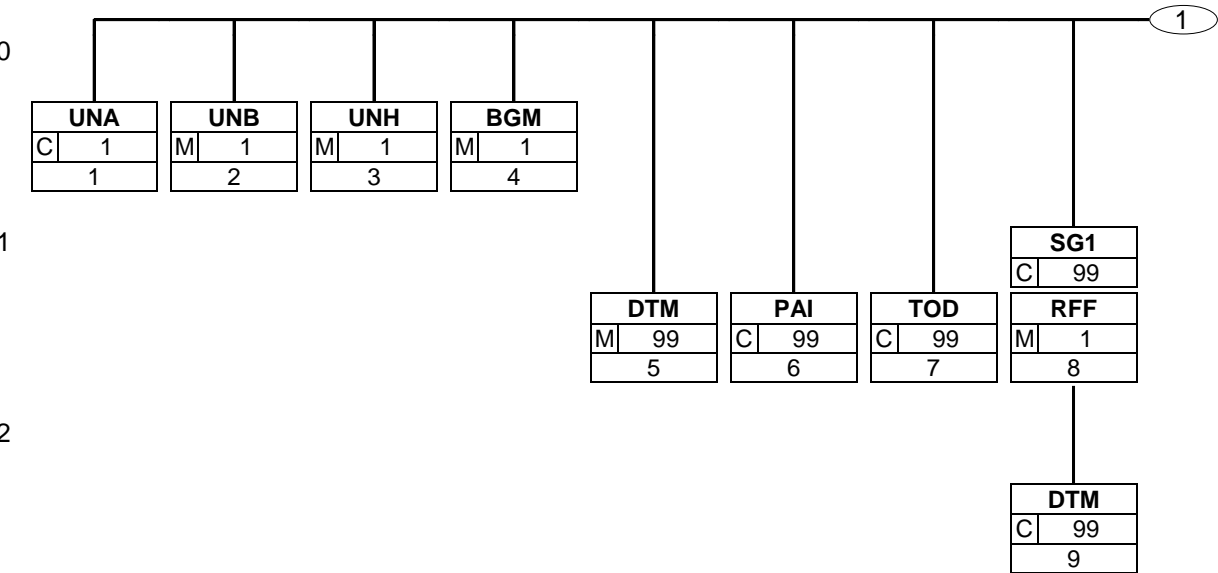 1
0
UNA UNB UNH BGM
C 1 M 1 M 1 M 1
1 2 3 4
1
SG1
C 99
DTM PAI TOD RFF
M 99 C 99 C 99 M 1
5 6 7 8
2
DTM
C 99
9